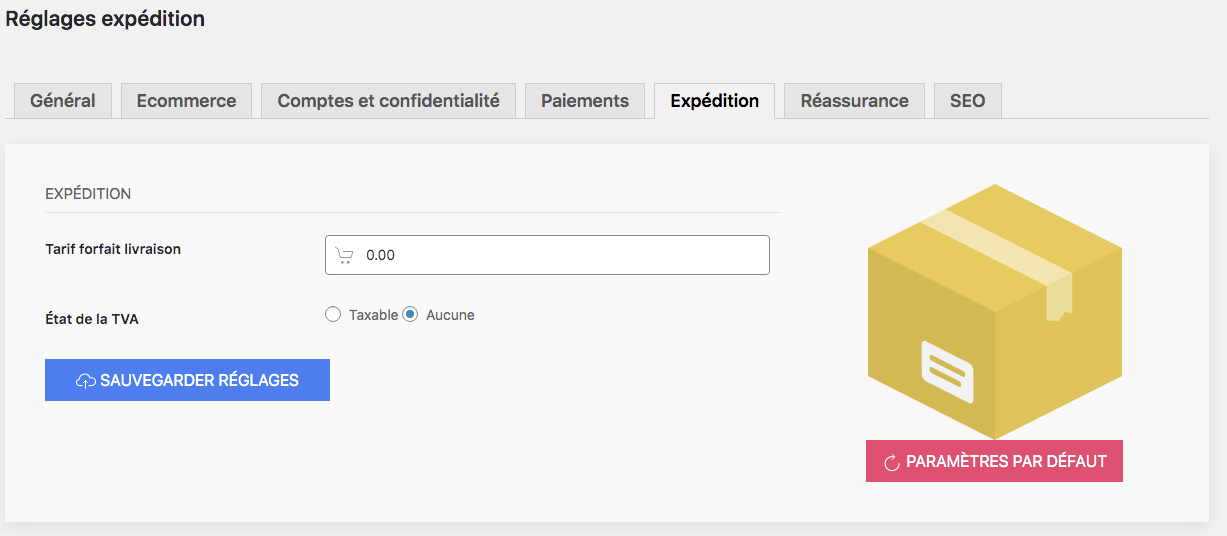 Réglages expédition
Général Ecommerce Comptes et confidentialité Paiements Expédition Réassurance SEO
EXPÉDITION
Tarif forfait livraison 0.00
État de la TVA Taxable Aucune
SAUVEGARDER RÉGLAGES
PARAMÈTRES PAR DÉFAUT